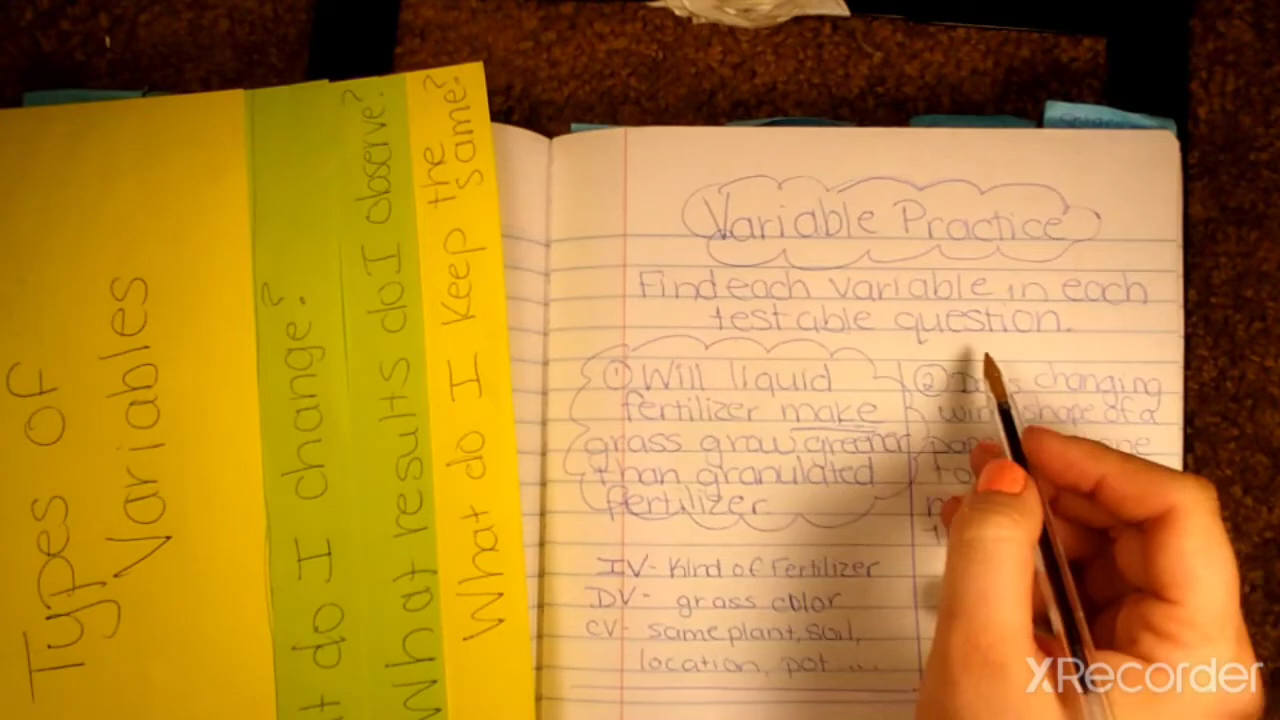 Types of
Variables
t do I change?
What results do I observe?
What do I Keep the
same?
Variable Practice
Find each variable in each
testable question.
① Will liquid
fertilizer make
grass grow greener
than granulated
fertilizer
IV- Kind of Fertilizer
DV- grass color
CV- same plant, soil,
location, pot ...
② changing
shape of a
XRecorder